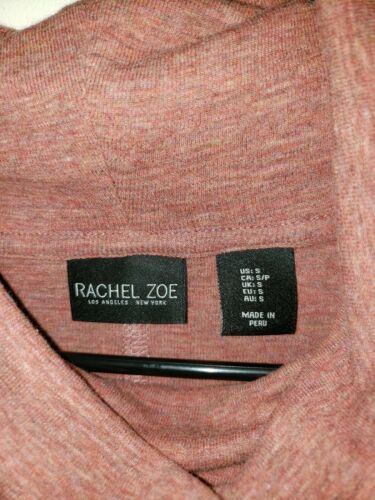 RACHEL ZOE
LOS ANGELES NEW YORK
US: S
CA: S/P
UK: S
EU: S
AU: S
MADE IN
PERU